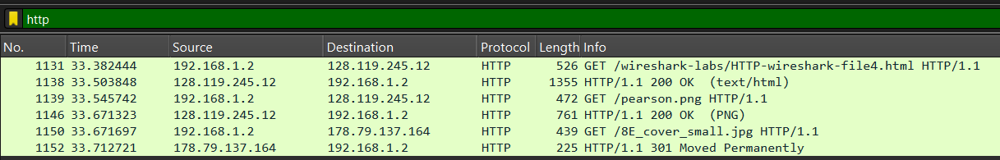 http
No. Time Source Destination Protocol Length Info
1131 33.382444 192.168.1.2 128.119.245.12 HTTP 526 GET /wireshark-labs/HTTP-wireshark-file4.html HTTP/1.1
1138 33.503848 128.119.245.12 192.168.1.2 HTTP 1355 HTTP/1.1 200 OK  (text/html)
1139 33.545742 192.168.1.2 128.119.245.12 HTTP 472 GET /pearson.png HTTP/1.1
1146 33.671323 128.119.245.12 192.168.1.2 HTTP 761 HTTP/1.1 200 OK  (PNG)
1150 33.671697 192.168.1.2 178.79.137.164 HTTP 439 GET /8E_cover_small.jpg HTTP/1.1
1152 33.712721 178.79.137.164 192.168.1.2 HTTP 225 HTTP/1.1 301 Moved Permanently